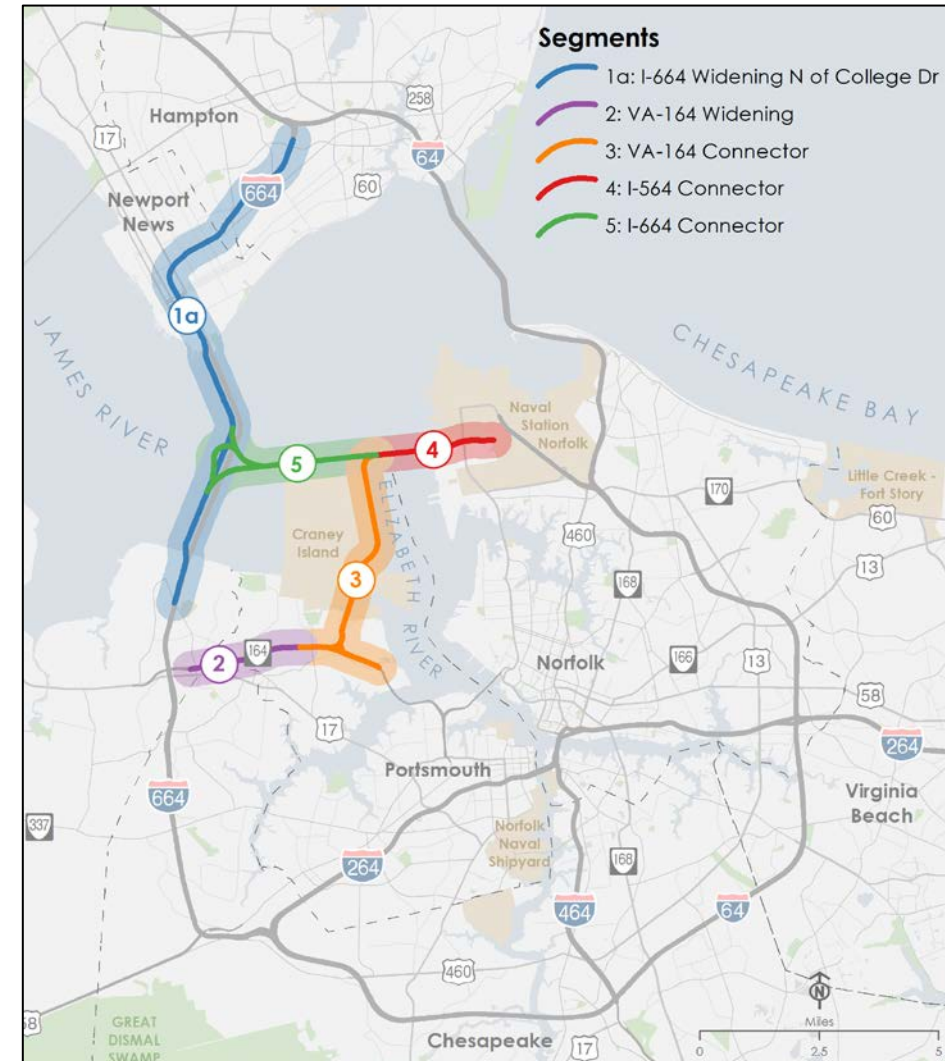 Segments
1a: I-664 Widening N of College Dr
2: VA-164 Widening
3: VA-164 Connector
4: I-564 Connector
5: I-664 Connector
Hampton
258
17
64
60
664
Newport
News
1a
JAMES RIVER
CHESAPEAKE BAY
Naval
Station
Norfolk
4
5
Little Creek -
Fort Story
170
60
460
13
Craney
Island
ELIZABETH RIVER
3
168
164
2
Norfolk
166
13
17
58
264
Portsmouth
Virginia
Beach
664
337
Norfolk
Naval
Shipyard
264
168
464
64
460
N
Miles
0
2.5
5
58
GREAT
DISMAL
SWAMP
Chesapeake
17